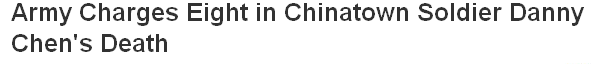 Army Charges Eight in Chinatown Soldier Danny
Chen's Death